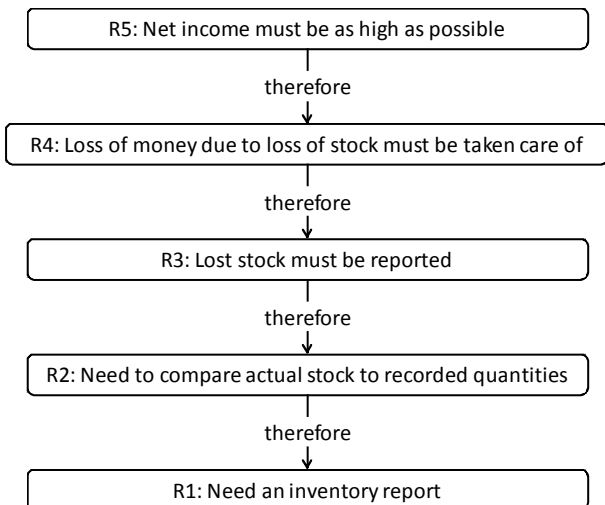 R5: Net income must be as high as possible
therefore
R4: Loss of money due to loss of stock must be taken care of
therefore
R3: Lost stock must be reported
therefore
R2: Need to compare actual stock to recorded quantities
therefore
R1: Need an inventory report